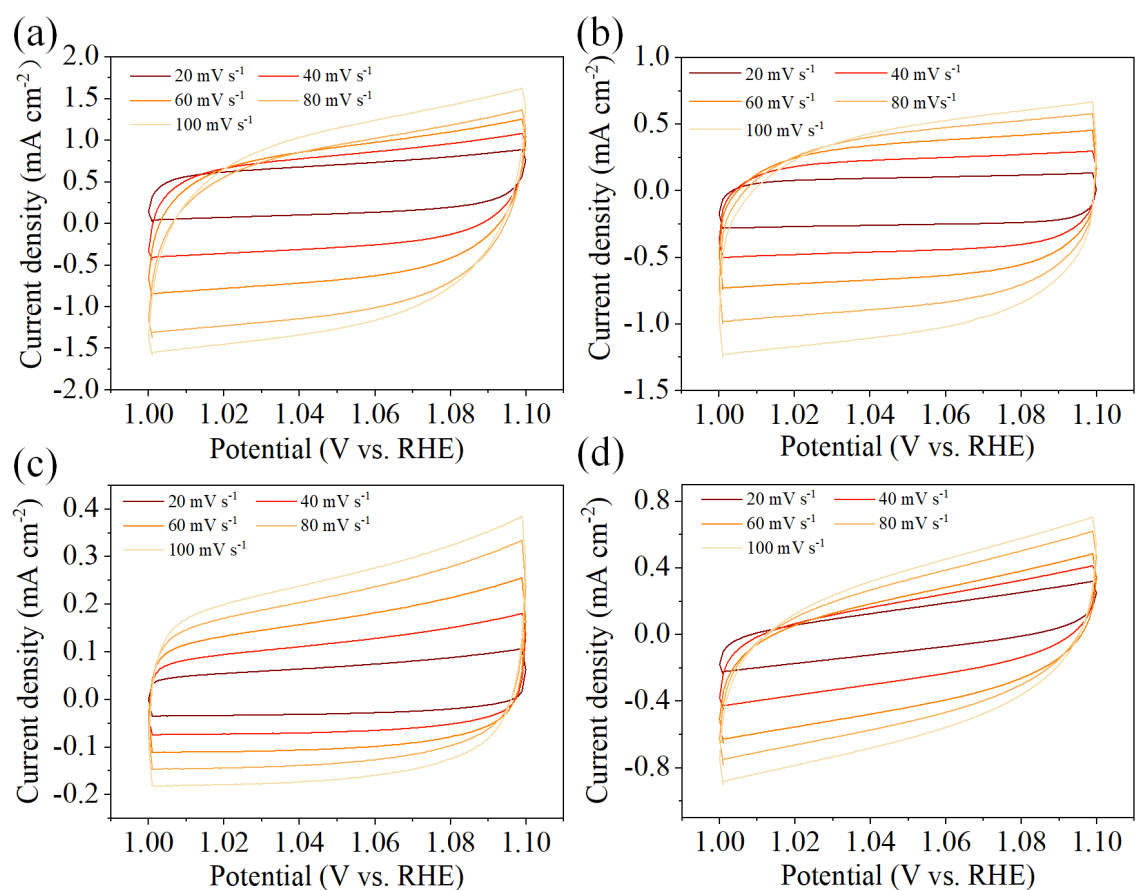 (a)
2.0
1.5
1.0
0.5
0.0
-0.5
-1.0
-1.5
-2.0
Current density (mA cm⁻²)
20 mV s⁻¹ 40 mV s⁻¹
60 mV s⁻¹ 80 mV s⁻¹
100 mV s⁻¹
1.00 1.02 1.04 1.06 1.08 1.10
Potential (V vs. RHE)
(b)
1.0
0.5
0.0
-0.5
-1.0
-1.5
Current density (mA cm⁻²)
20 mV s⁻¹ 40 mV s⁻¹
60 mV s⁻¹ 80 mVs⁻¹
100 mV s⁻¹
1.00 1.02 1.04 1.06 1.08 1.10
Potential (V vs. RHE)
(c)
0.4
0.3
0.2
0.1
0.0
-0.1
-0.2
Current density (mA cm⁻²)
20 mV s⁻¹ 40 mV s⁻¹
60 mV s⁻¹ 80 mV s⁻¹
100 mV s⁻¹
1.00 1.02 1.04 1.06 1.08 1.10
Potential (V vs. RHE)
(d)
0.8
0.4
0.0
-0.4
-0.8
Current density (mA cm⁻²)
20 mV s⁻¹ 40 mV s⁻¹
60 mV s⁻¹ 80 mV s⁻¹
100 mV s⁻¹
1.00 1.02 1.04 1.06 1.08 1.10
Potential (V vs. RHE)